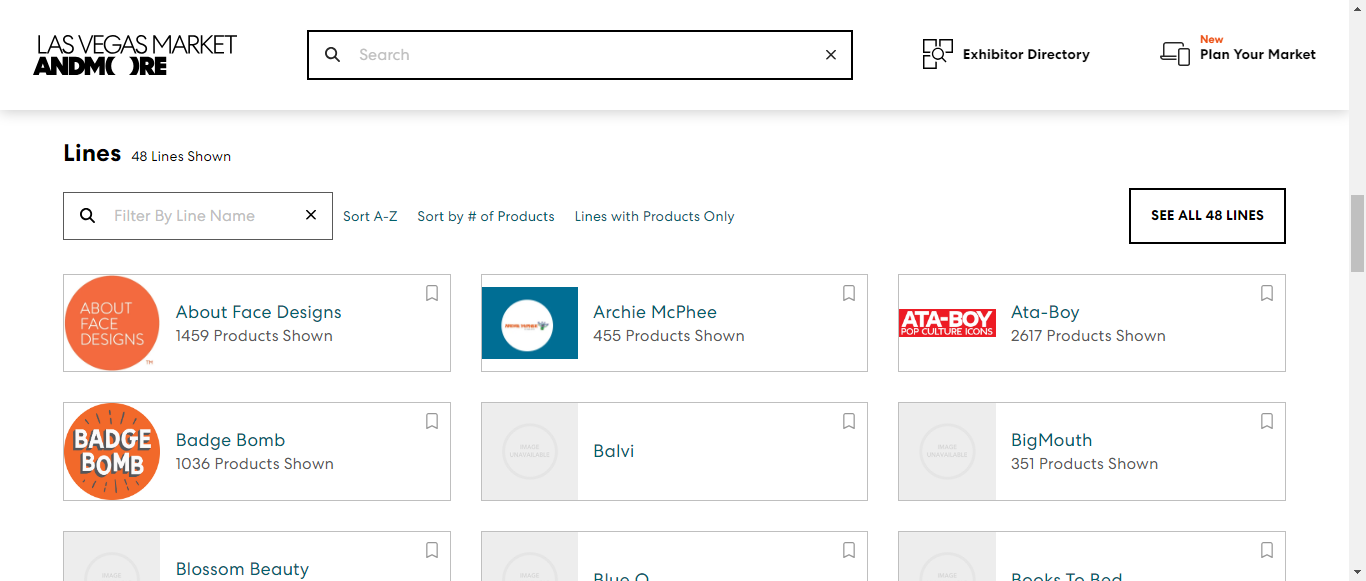 LAS VEGAS MARKET
ANDMORE
Search
Exhibitor Directory
New
Plan Your Market
Lines 48 Lines Shown
Filter By Line Name
Sort A-Z
Sort by # of Products
Lines with Products Only
SEE ALL 48 LINES
ABOUT
FACE
DESIGNS
TM
About Face Designs
1459 Products Shown
ARCHIE MCPHEE
Archie McPhee
455 Products Shown
ATA-BOY
POP CULTURE ICONS
Ata-Boy
2617 Products Shown
BADGE
BOMB
Badge Bomb
1036 Products Shown
IMAGE
UNAVAILABLE
Balvi
IMAGE
UNAVAILABLE
BigMouth
351 Products Shown
IMAGE
Blossom Beauty
IMAGE
Blue Q
IMAGE
Books To Bed